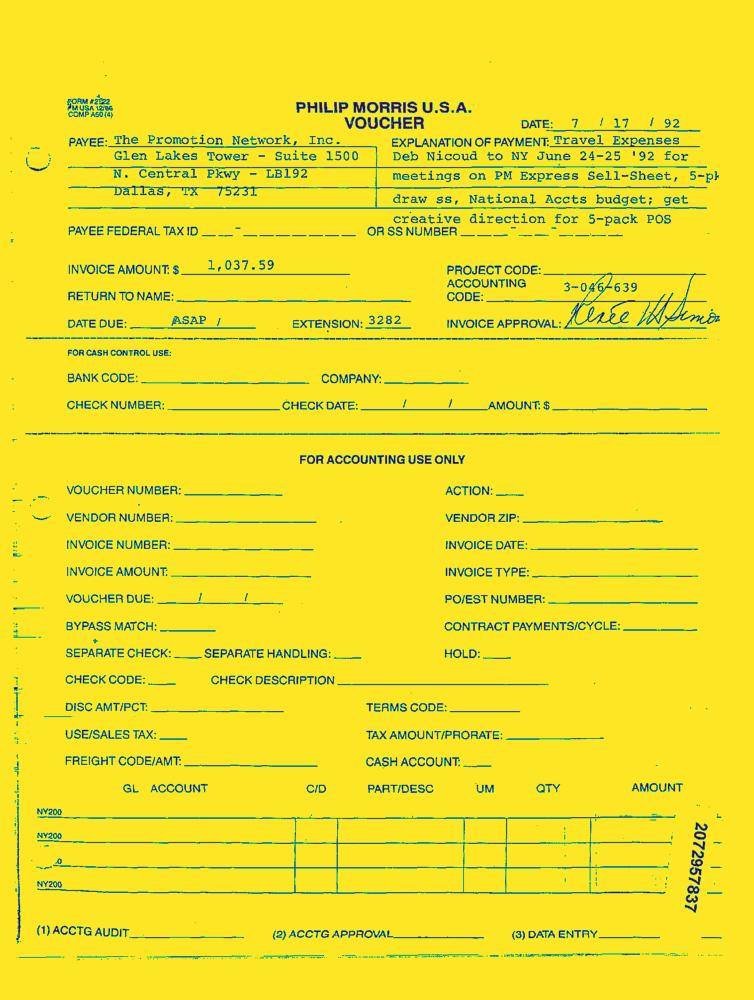 FORM #2122
PM USA 12/86
COMP A50 (4)
PHILIP MORRIS U.S.A.
VOUCHER
DATE: 7 / 17 / 92
PAYEE: The Promotion Network, Inc.
Glen Lakes Tower - Suite 1500
N. Central Pkwy - LB192
Dallas, TX 75231
EXPLANATION OF PAYMENT: Travel Expenses
Deb Nicoud to NY June 24-25 '92 for
meetings on PM Express Sell-Sheet, 5-pk
draw ss, National Accts budget; get
creative direction for 5-pack POS
PAYEE FEDERAL TAX ID __ - ________ OR SS NUMBER ____ - ___ - ______
INVOICE AMOUNT: $ 1,037.59
PROJECT CODE:
RETURN TO NAME:
ACCOUNTING CODE: 3-046-639
DATE DUE: ASAP / EXTENSION: 3282 INVOICE APPROVAL: Renée
FOR CASH CONTROL USE:
BANK CODE: COMPANY:
CHECK NUMBER: CHECK DATE: / / AMOUNT: $
FOR ACCOUNTING USE ONLY
VOUCHER NUMBER: ACTION:
VENDOR NUMBER: VENDOR ZIP:
INVOICE NUMBER: INVOICE DATE:
INVOICE AMOUNT: INVOICE TYPE:
VOUCHER DUE: / / PO/EST NUMBER:
BYPASS MATCH: CONTRACT PAYMENTS/CYCLE:
SEPARATE CHECK: SEPARATE HANDLING: HOLD:
CHECK CODE: CHECK DESCRIPTION
DISC AMT/PCT: TERMS CODE:
USE/SALES TAX: TAX AMOUNT/PRORATE:
FREIGHT CODE/AMT: CASH ACCOUNT:
GL ACCOUNT C/D PART/DESC UM QTY AMOUNT
NY200
NY200
0
NY200
2072957837
(1) ACCTG AUDIT (2) ACCTG APPROVAL (3) DATA ENTRY